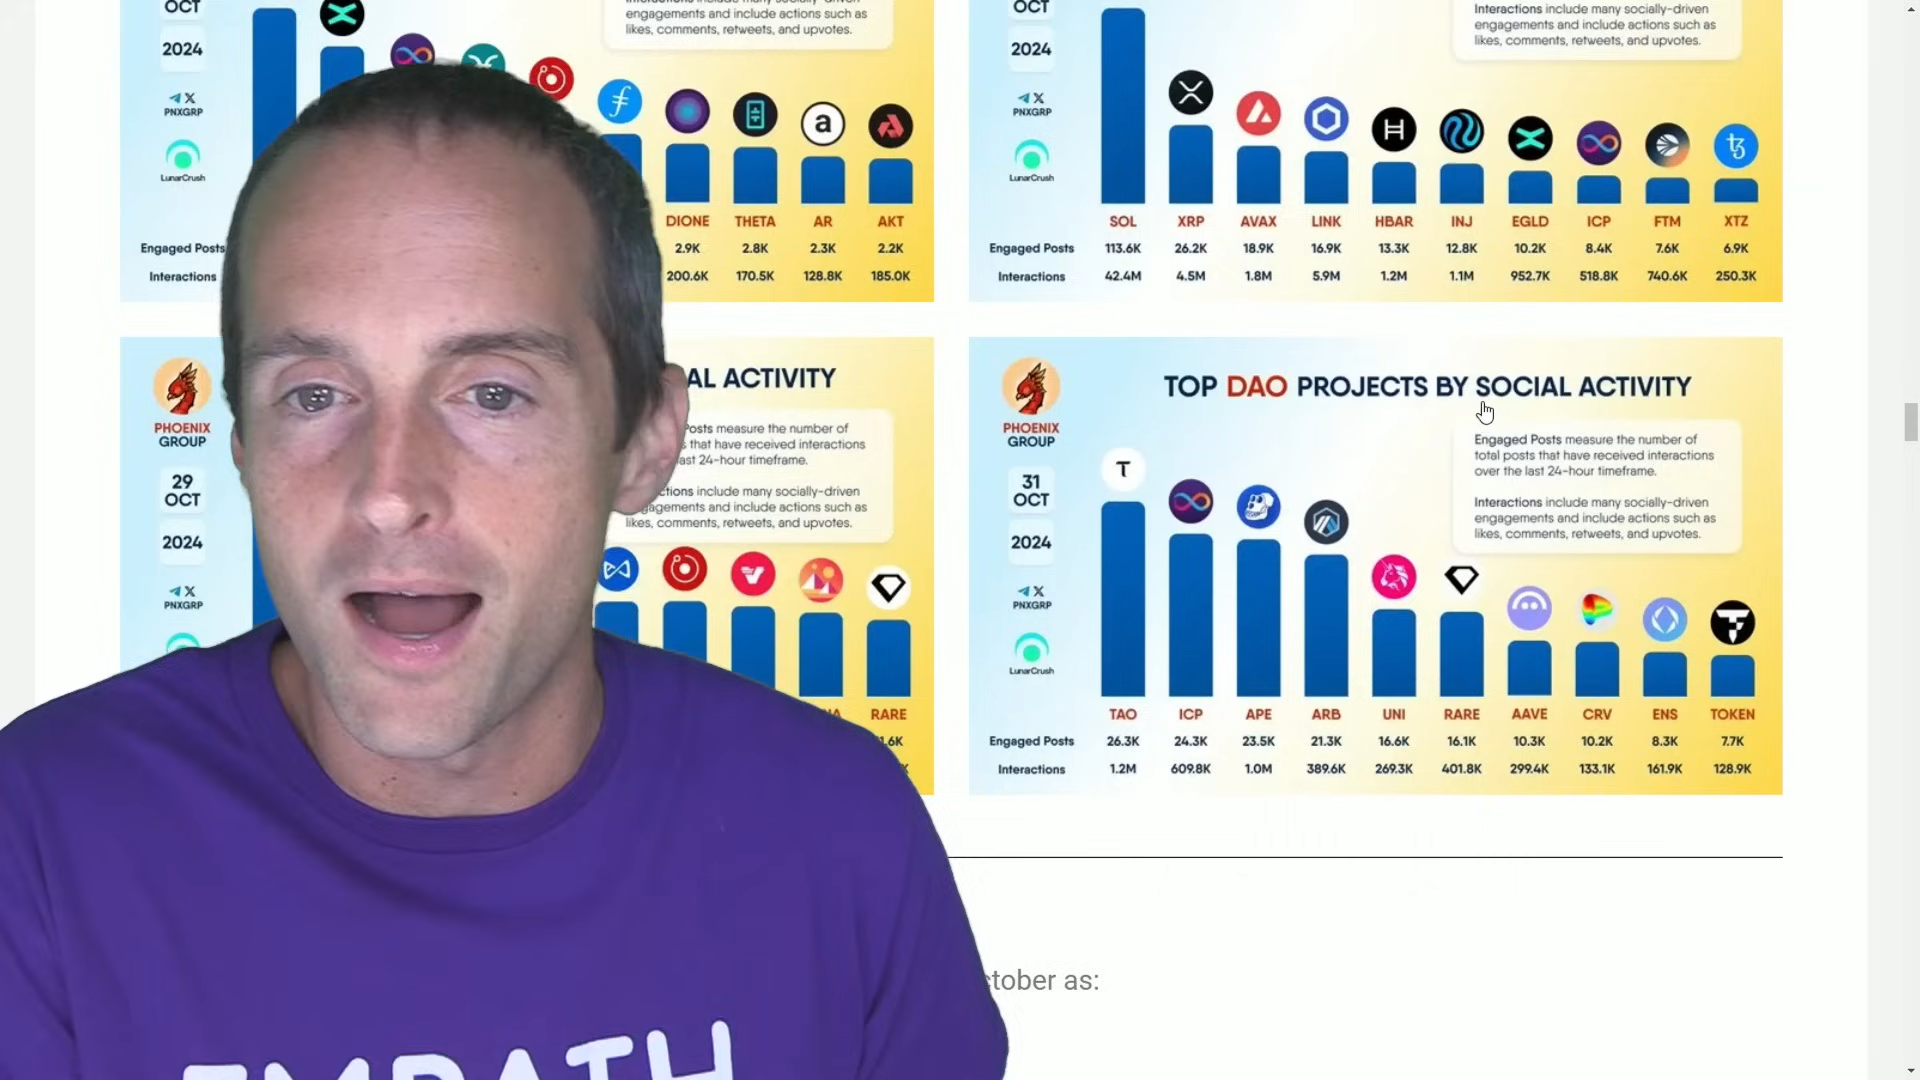 OCT
2024
PNXGRP
LunarCrush
engagements and include actions such as
likes, comments, retweets, and upvotes.
DIONE THETA AR AKT
Engaged Posts 2.9K 2.8K 2.3K 2.2K
Interactions 200.6K 170.5K 128.8K 185.0K
OCT
2024
PNXGRP
LunarCrush
Interactions include many socially-driven
engagements and include actions such as
likes, comments, retweets, and upvotes.
a
SOL XRP AVAX LINK HBAR INJ EGLD ICP FTM XTZ
Engaged Posts 113.6K 26.2K 18.9K 16.9K 13.3K 12.8K 10.2K 8.4K 7.6K 6.9K
Interactions 42.4M 4.5M 1.8M 5.9M 1.2M 1.1M 952.7K 518.8K 740.6K 250.3K
PHOENIX
GROUP
29
OCT
2024
PNXGRP
AL ACTIVITY
Posts measure the number of
that have received interactions
last 24-hour timeframe.
include many socially-driven
engagements and include actions such as
likes, comments, retweets, and upvotes.
RARE
PHOENIX
GROUP
31
OCT
2024
PNXGRP
LunarCrush
TOP DAO PROJECTS BY SOCIAL ACTIVITY
Engaged Posts measure the number of
total posts that have received interactions
over the last 24-hour timeframe.
Interactions include many socially-driven
engagements and include actions such as
likes, comments, retweets, and upvotes.
T
TAO ICP APE ARB UNI RARE AAVE CRV ENS TOKEN
Engaged Posts 26.3K 24.3K 23.5K 21.3K 16.6K 16.1K 10.3K 10.2K 8.3K 7.7K
Interactions 1.2M 609.8K 1.0M 389.6K 269.3K 401.8K 299.4K 133.1K 161.9K 128.9K
ctober as:
EMPATH